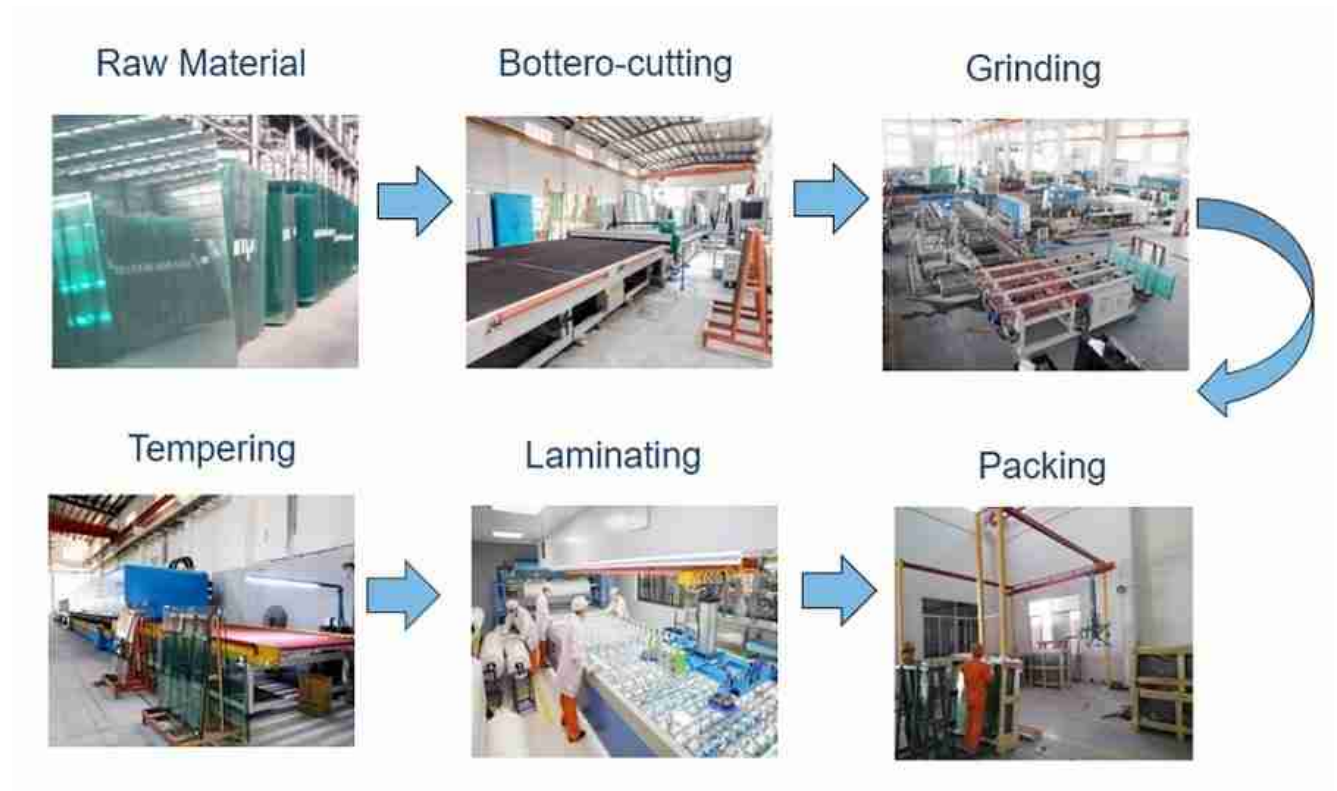 Raw Material
Bottero-cutting
Grinding
Tempering
Laminating
Packing